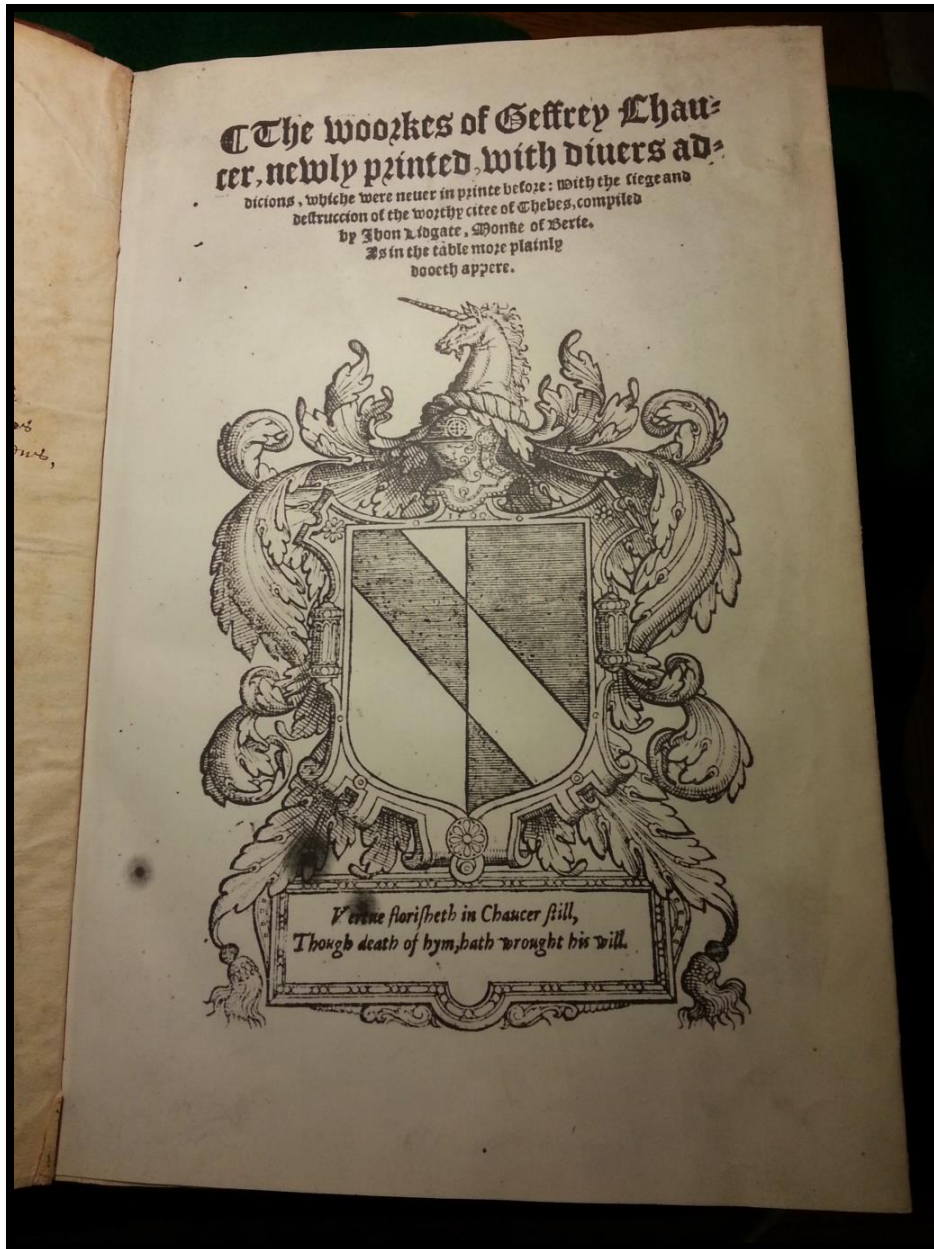 ¶ The woorkes of Geffrey Chau=
cer, newly printed, with diuers ad=
dicions, whiche were neuer in printe before: With the siege and
destruccion of the worthy citee of Thebes, compiled
by Jhon Lidgate, Monke of Berie.
As in the table more plainly
dooeth appere.
Vertue florisheth in Chaucer still,
Though death of hym, hath wrought his will.